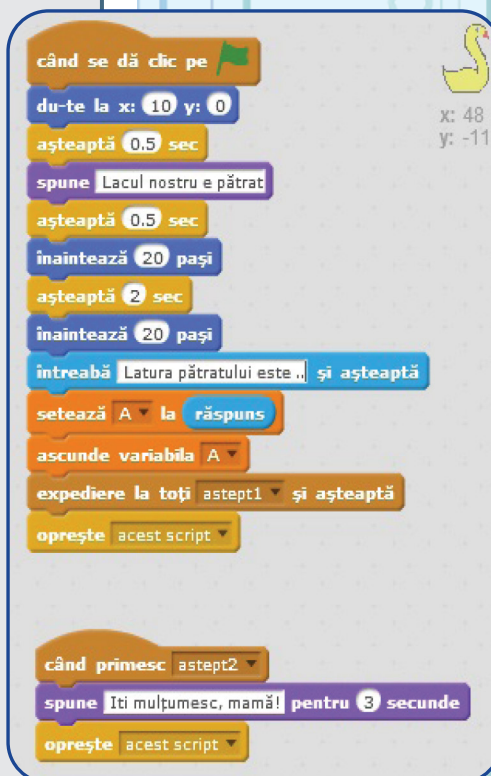 când se dă clic pe
du-te la x: 10 y: 0
așteaptă 0.5 sec
spune Lacul nostru e pătrat
așteaptă 0.5 sec
înaintează 20 pași
așteaptă 2 sec
înaintează 20 pași
întreabă Latura pătratului este .. și așteaptă
setează A la răspuns
ascunde variabila A
expediere la toți astept1 și așteaptă
oprește acest script
când primesc astept2
spune Iti mulțumesc, mamă! pentru 3 secunde
oprește acest script
x: 48
y: -11